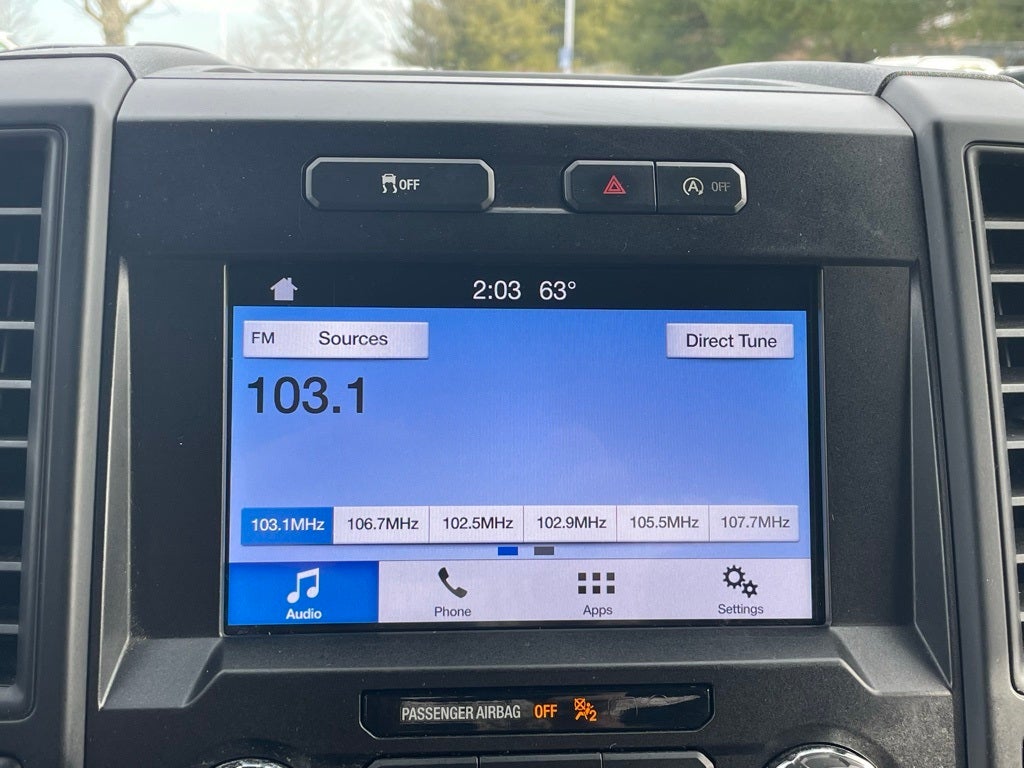 OFF
A OFF
2:03 63°
FM Sources
Direct Tune
103.1
103.1MHz 106.7MHz 102.5MHz 102.9MHz 105.5MHz 107.7MHz
Audio Phone Apps Settings
PASSENGER AIRBAG OFF 2